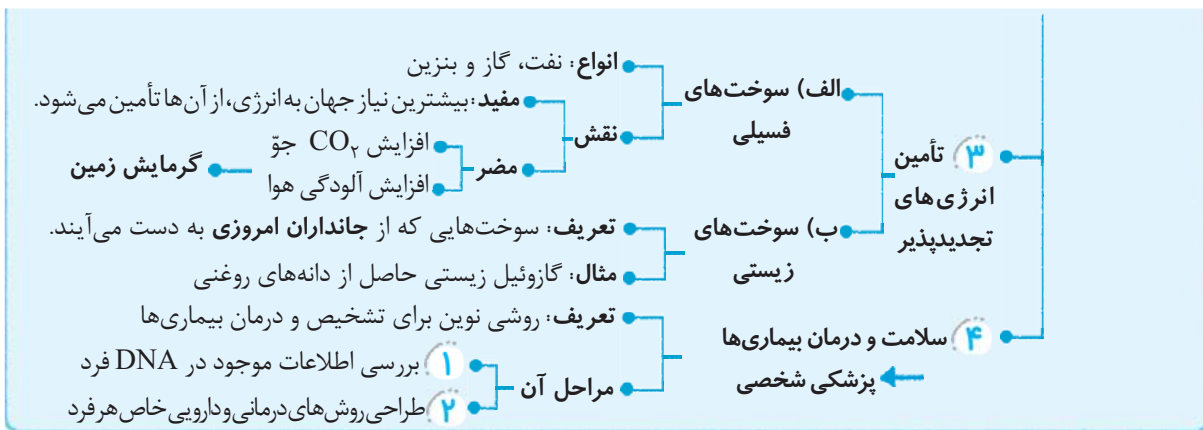 ۳ تأمین انرژی‌های تجدیدپذیر
الف) سوخت‌های فسیلی
انواع: نفت، گاز و بنزین
نقش
مفید: بیشترین نیاز جهان به انرژی، از آن‌ها تأمین می‌شود.
مضر
افزایش CO۲ جوّ
افزایش آلودگی هوا
گرمایش زمین
ب) سوخت‌های زیستی
تعریف: سوخت‌هایی که از جانداران امروزی به دست می‌آیند.
مثال: گازوئیل زیستی حاصل از دانه‌های روغنی
۴ سلامت و درمان بیماری‌ها
پزشکی شخصی
تعریف: روشی نوین برای تشخیص و درمان بیماری‌ها
مراحل آن
۱ بررسی اطلاعات موجود در DNA فرد
۲ طراحی روش‌های درمانی و دارویی خاص هر فرد